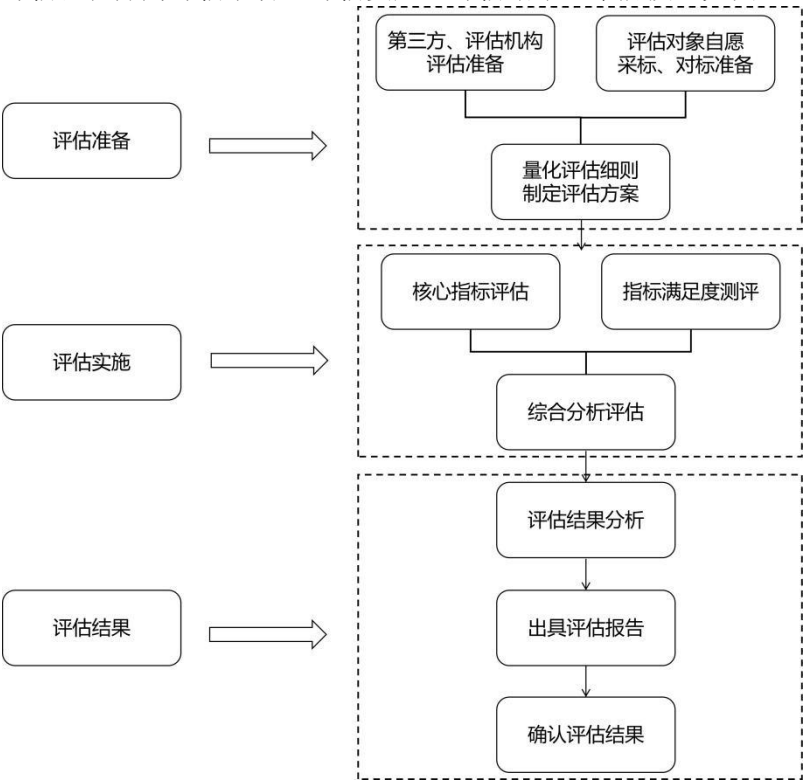 第三方、评估机构
评估准备
评估对象自愿
采标、对标准备
评估准备
量化评估细则
制定评估方案
核心指标评估
指标满足度测评
评估实施
综合分析评估
评估结果分析
评估结果
出具评估报告
确认评估结果